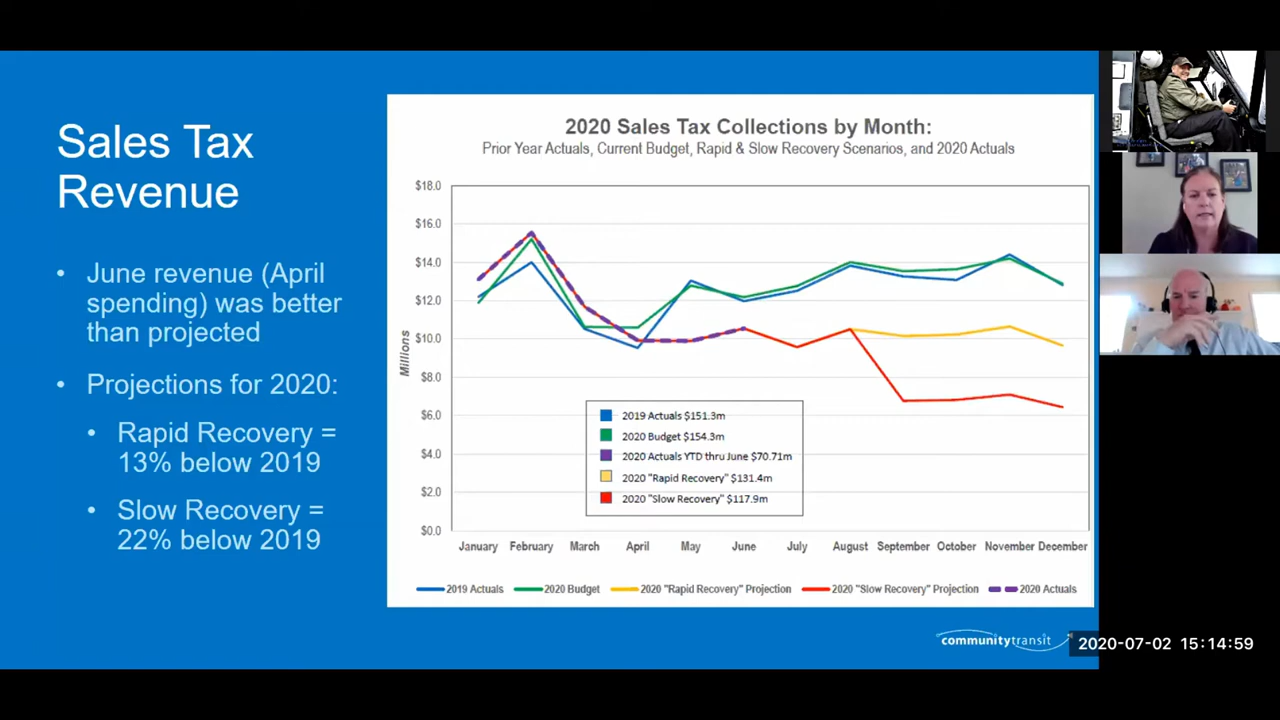 Sales Tax
Revenue
• June revenue (April
spending) was better
than projected
• Projections for 2020:
• Rapid Recovery =
13% below 2019
• Slow Recovery =
22% below 2019
2020 Sales Tax Collections by Month:
Prior Year Actuals, Current Budget, Rapid & Slow Recovery Scenarios, and 2020 Actuals
$18.0
$16.0
$14.0
$12.0
$10.0
$8.0
$6.0
$4.0
$2.0
$0.0
Millions
2019 Actuals $151.3m
2020 Budget $154.3m
2020 Actuals YTD thru June $70.71m
2020 "Rapid Recovery" $131.4m
2020 "Slow Recovery" $117.9m
January February March April May June July August September October November December
2019 Actuals 2020 Budget 2020 "Rapid Recovery" Projection 2020 "Slow Recovery" Projection 2020 Actuals
communitytransit
2020-07-02 15:14:59